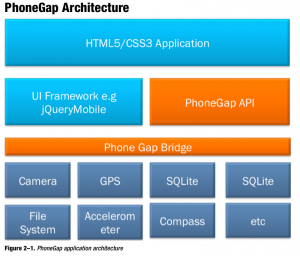 PhoneGap Architecture
HTML5/CSS3 Application
UI Framework e.g
jQueryMobile
PhoneGap API
Phone Gap Bridge
Camera
GPS
SQLite
SQLite
File
System
Accelerom
eter
Compass
etc
Figure 2–1. PhoneGap application architecture